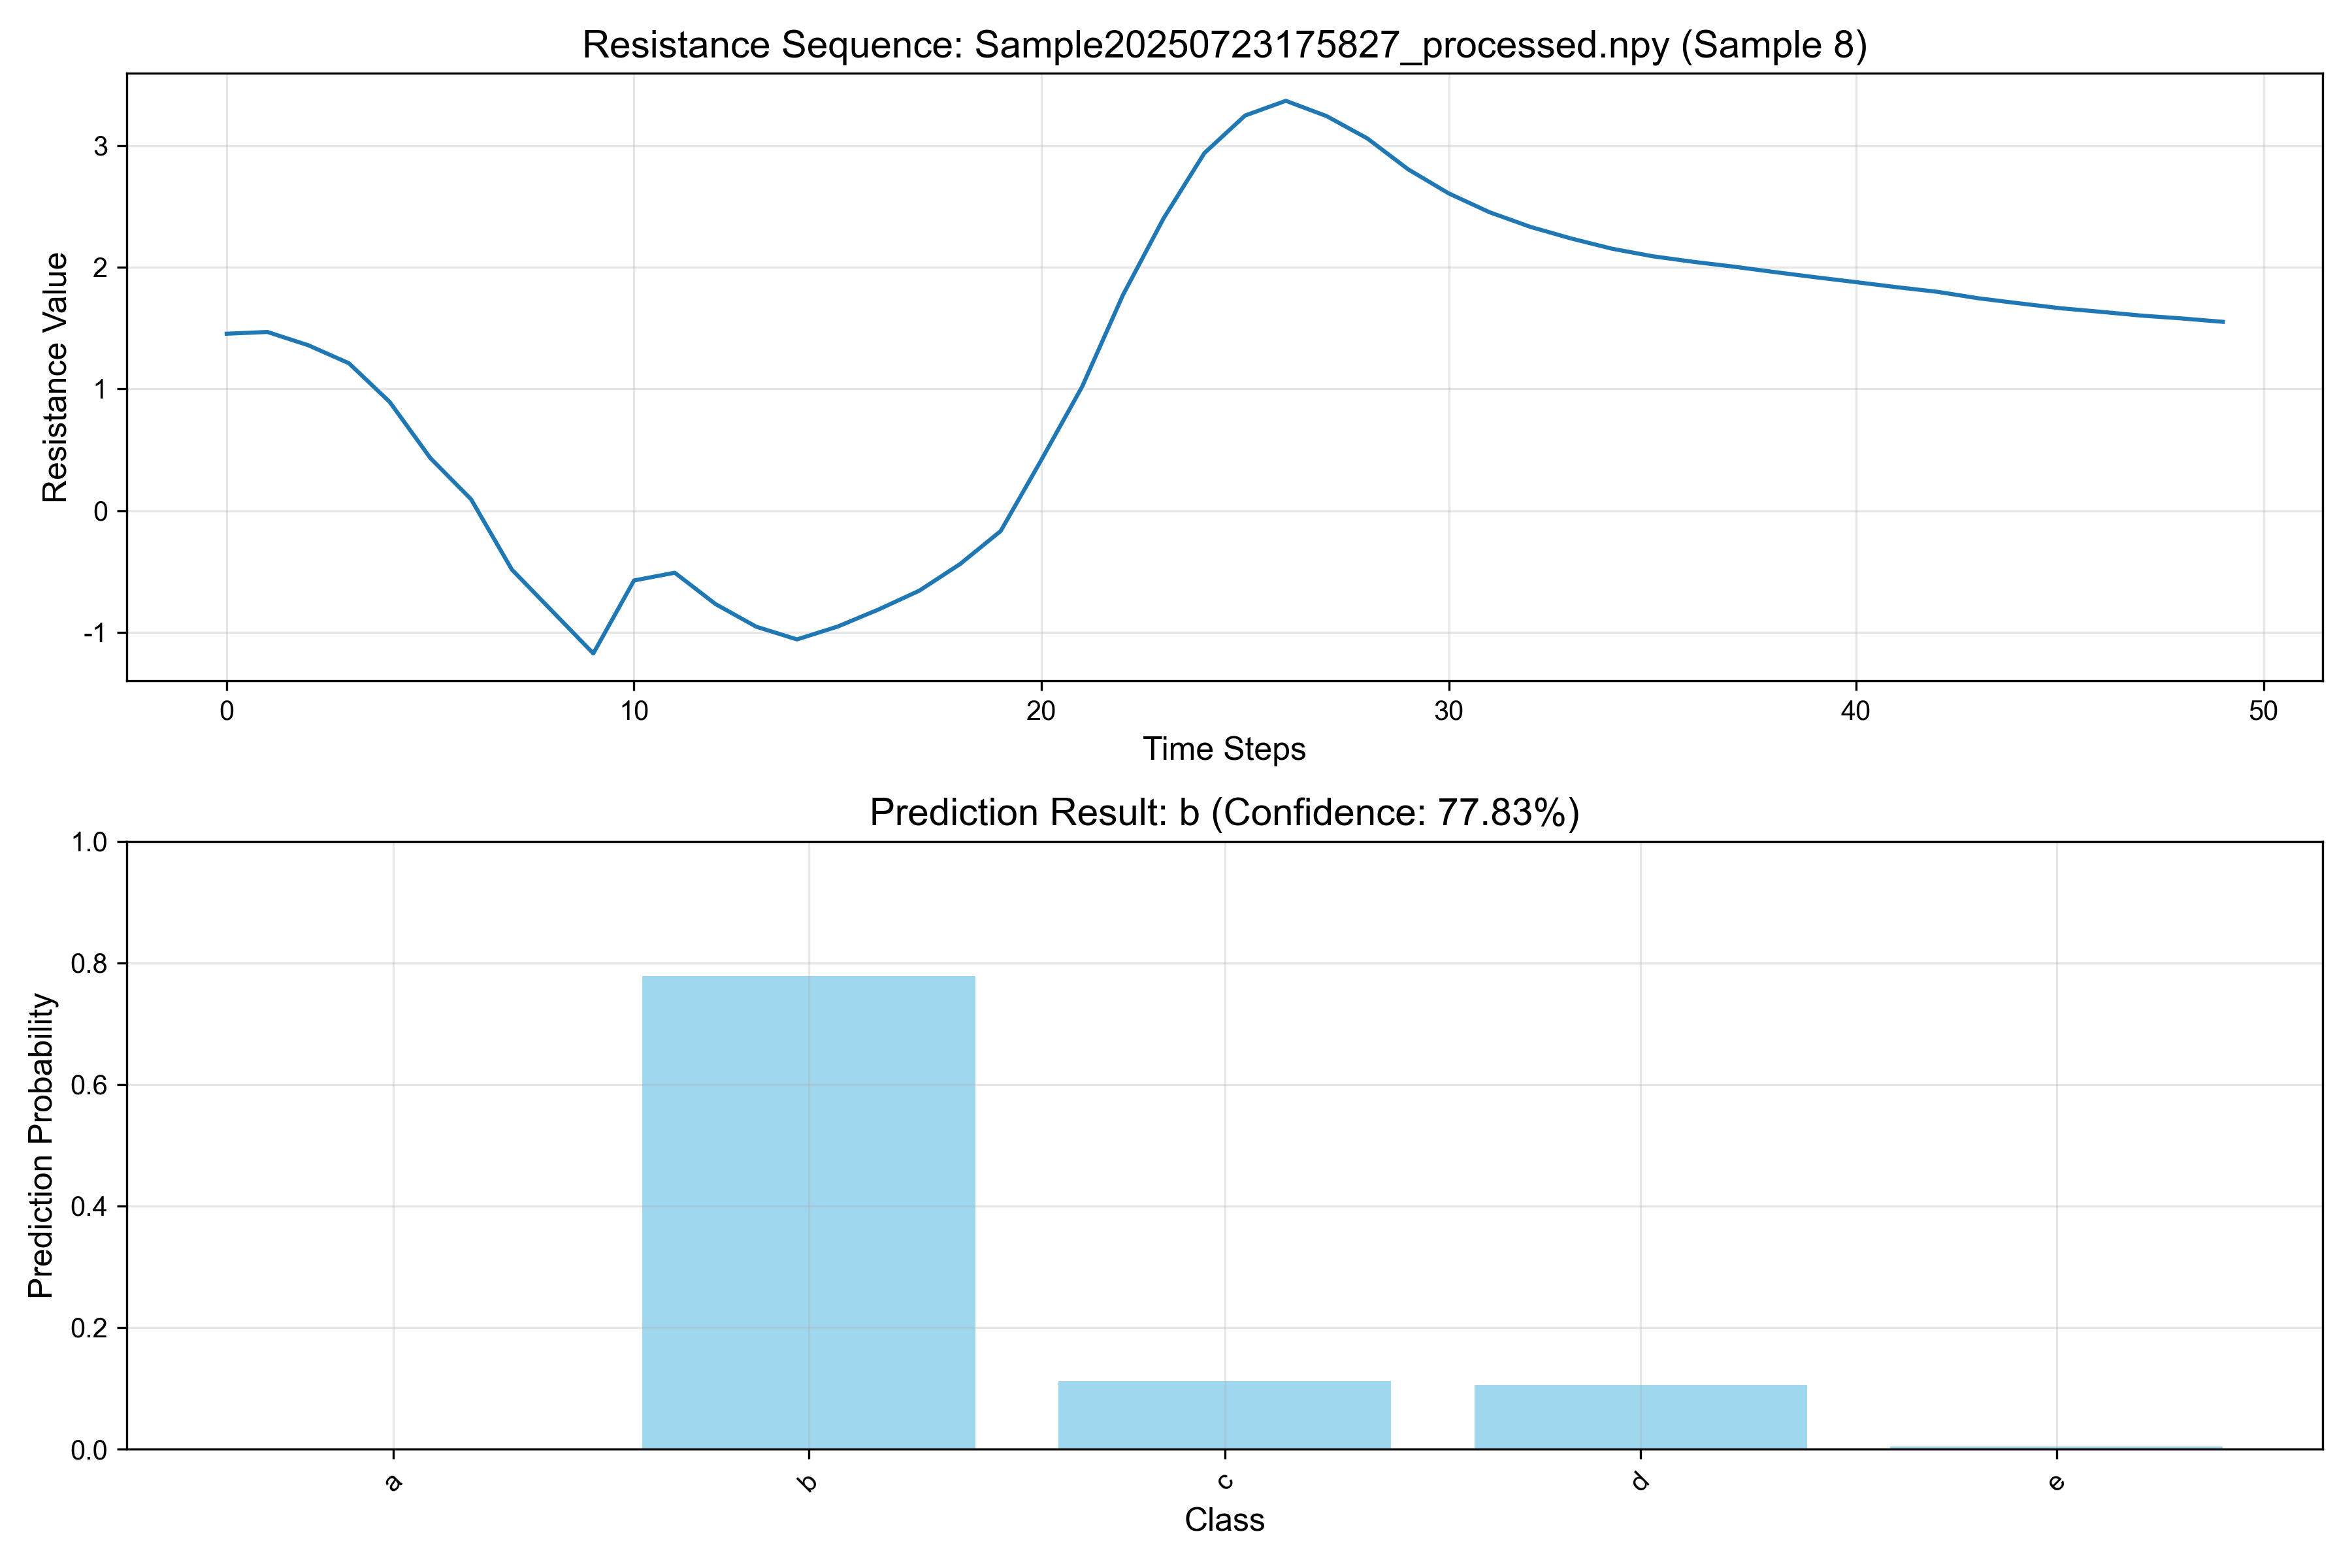 Resistance Sequence: Sample20250723175827_processed.npy (Sample 8)
Resistance Value
3
2
1
0
-1
0 10 20 30 40 50
Time Steps
Prediction Result: b (Confidence: 77.83%)
Prediction Probability
1.0
0.8
0.6
0.4
0.2
0.0
a b c d e
Class